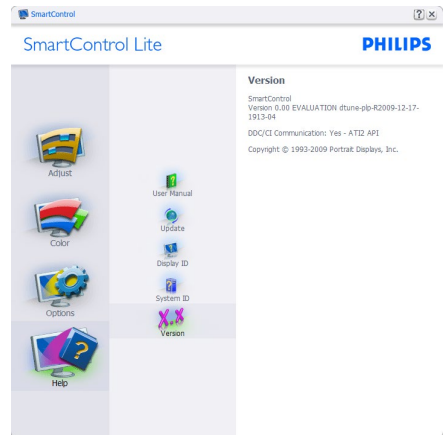 SmartControl
?
SmartControl Lite
PHILIPS
Adjust
Color
Options
Help
User Manual
Update
Display ID
System ID
X.X
Version
Version
SmartControl
Version 0.00 EVALUATION dtune-plp-R2009-12-17-
1913-04
DDC/CI Communication: Yes - ATI2 API
Copyright © 1993-2009 Portrait Displays, Inc.